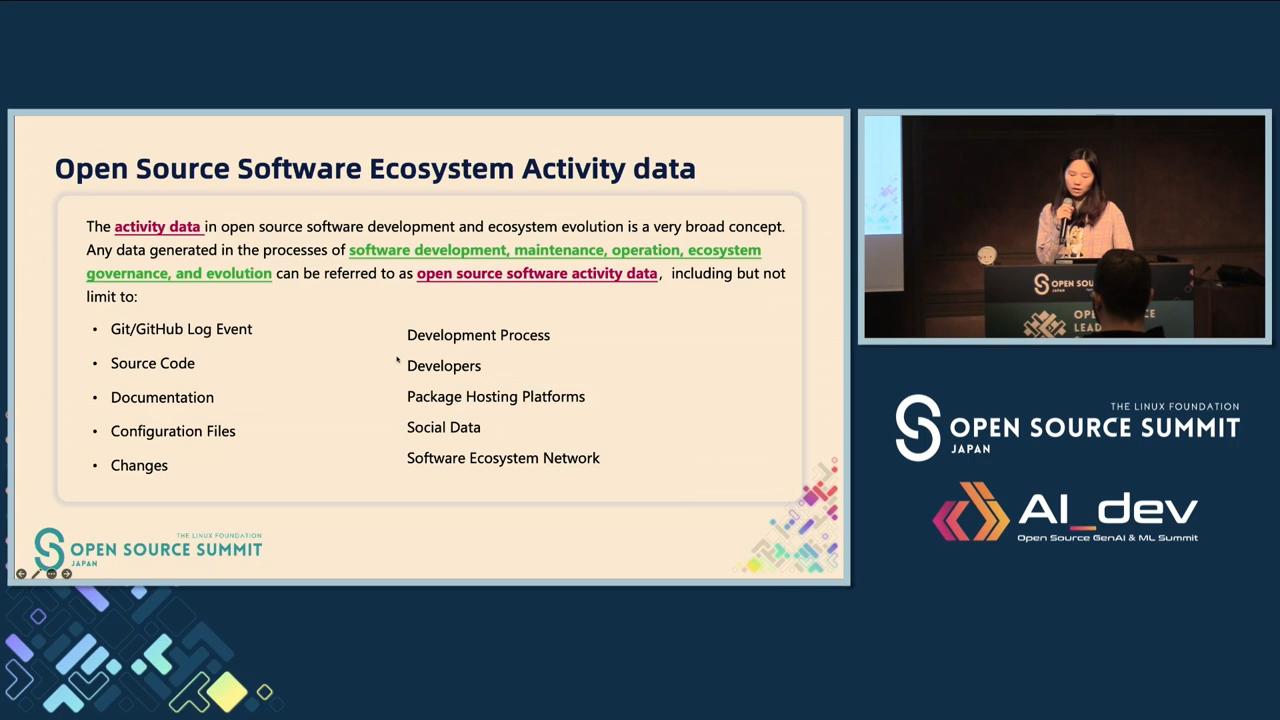 Open Source Software Ecosystem Activity data
The activity data in open source software development and ecosystem evolution is a very broad concept.
Any data generated in the processes of software development, maintenance, operation, ecosystem
governance, and evolution can be referred to as open source software activity data, including but not
limit to:
• Git/GitHub Log Event
• Source Code
• Documentation
• Configuration Files
• Changes
Development Process
Developers
Package Hosting Platforms
Social Data
Software Ecosystem Network
THE LINUX FOUNDATION
OPEN SOURCE SUMMIT
JAPAN
OPEN SOU
JAPAN
THE LINUX FOUNDATION
OPEN SOURCE SUMMIT
JAPAN
AI_dev
Open Source GenAI & ML Summit